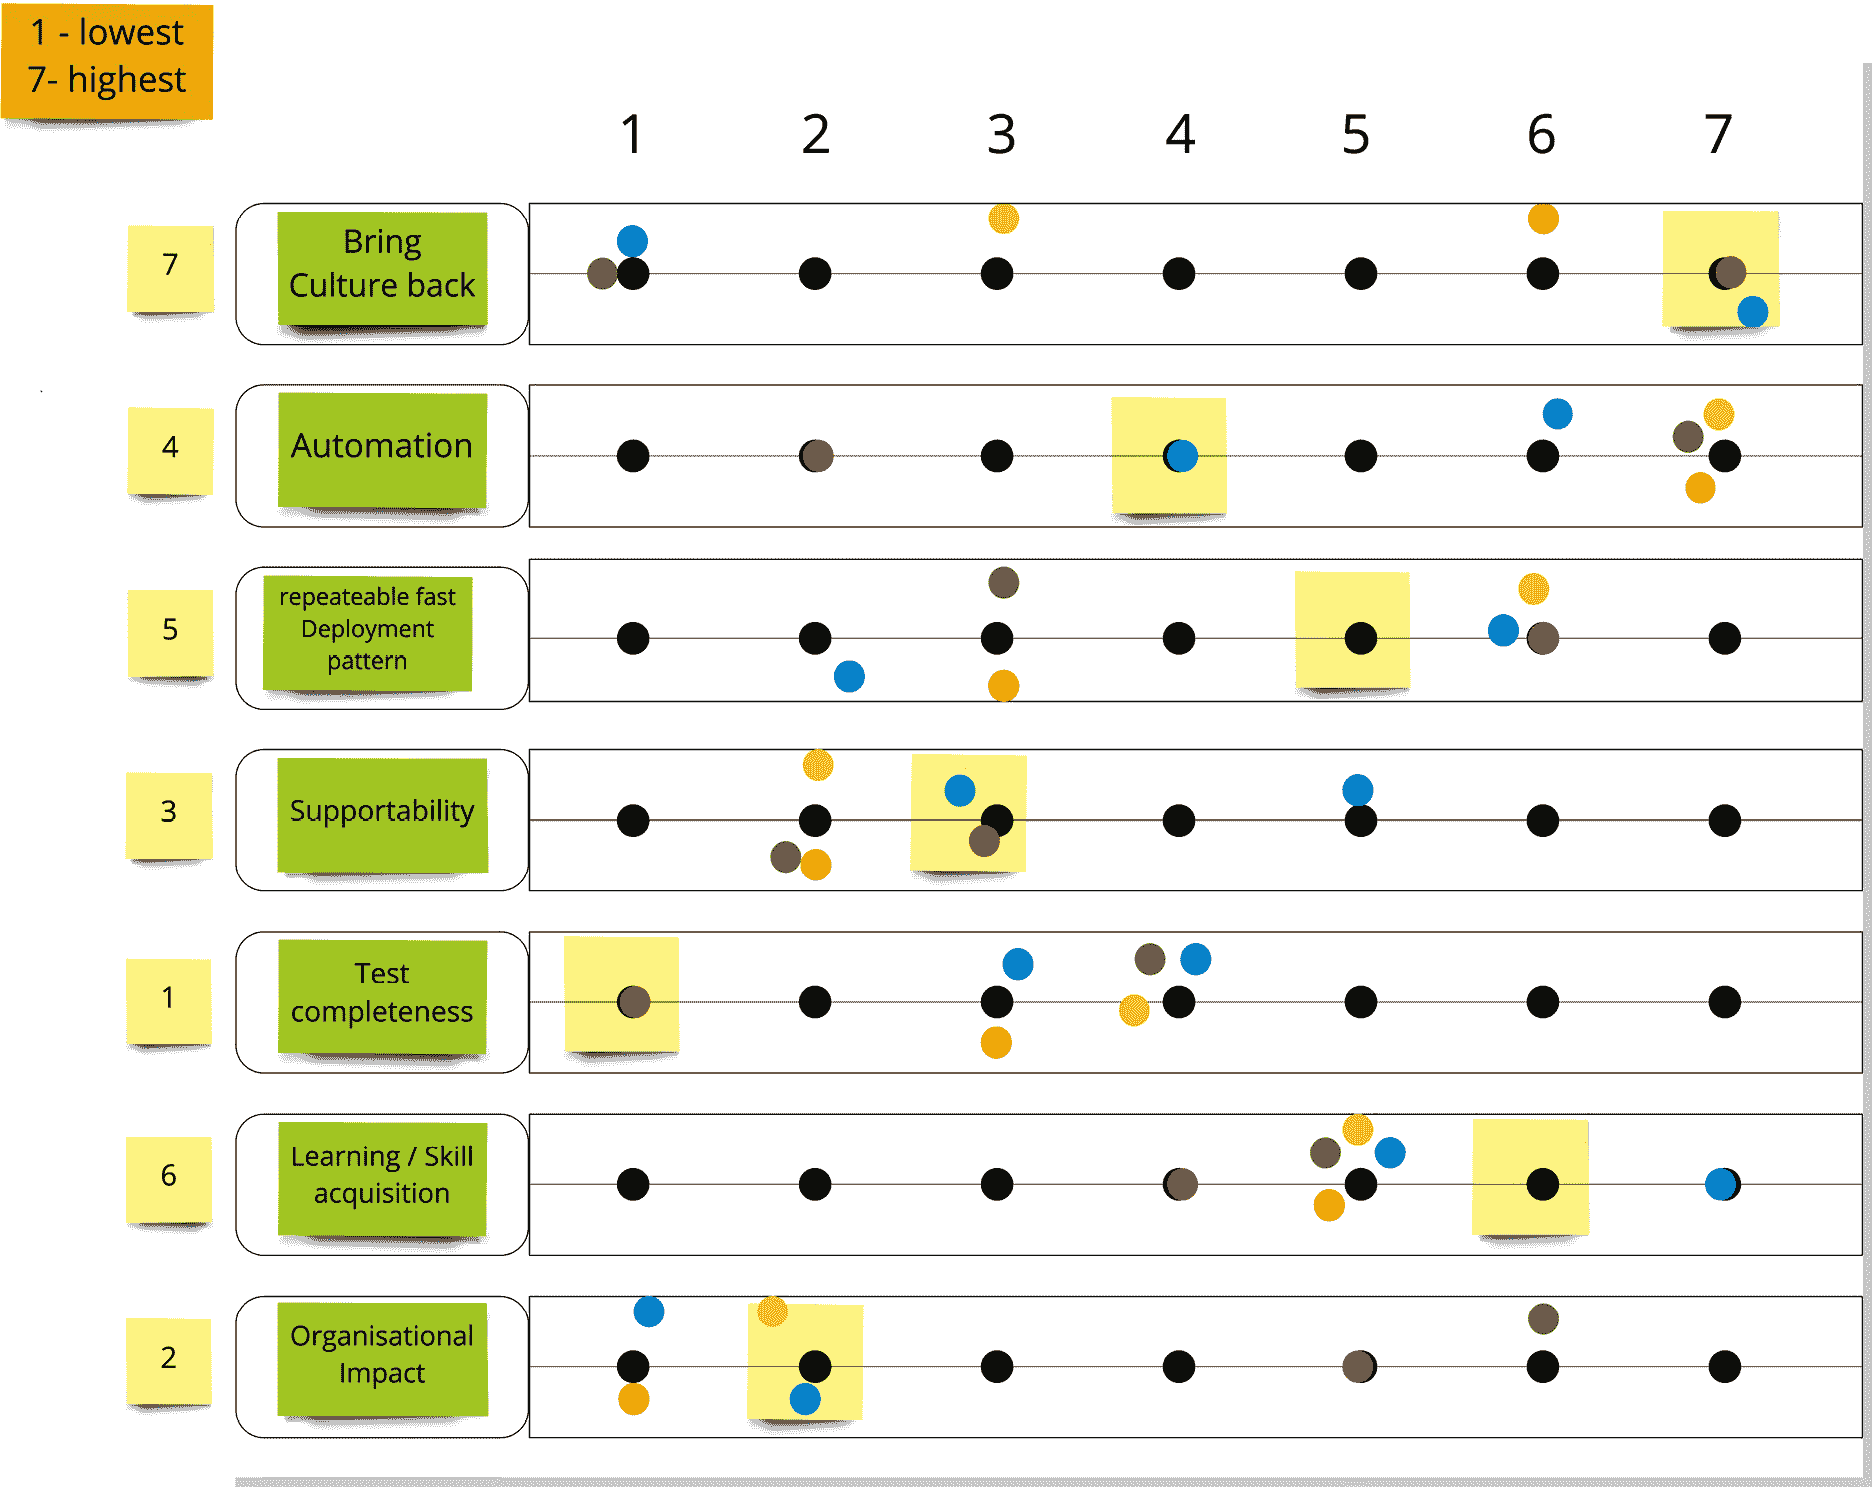 1 - lowest
7- highest
1 2 3 4 5 6 7
7
Bring
Culture back
4
Automation
5
repeateable fast
Deployment
pattern
3
Supportability
1
Test
completeness
6
Learning / Skill
acquisition
2
Organisational
Impact